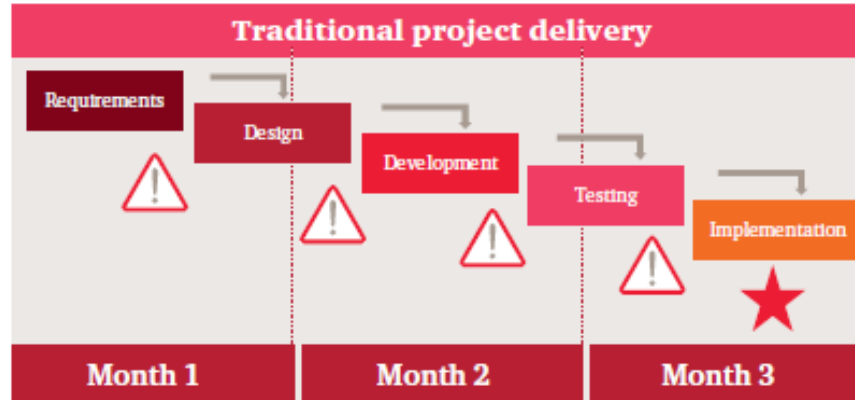 Traditional project delivery
Requirements
Design
Development
Testing
Implementation
Month 1
Month 2
Month 3